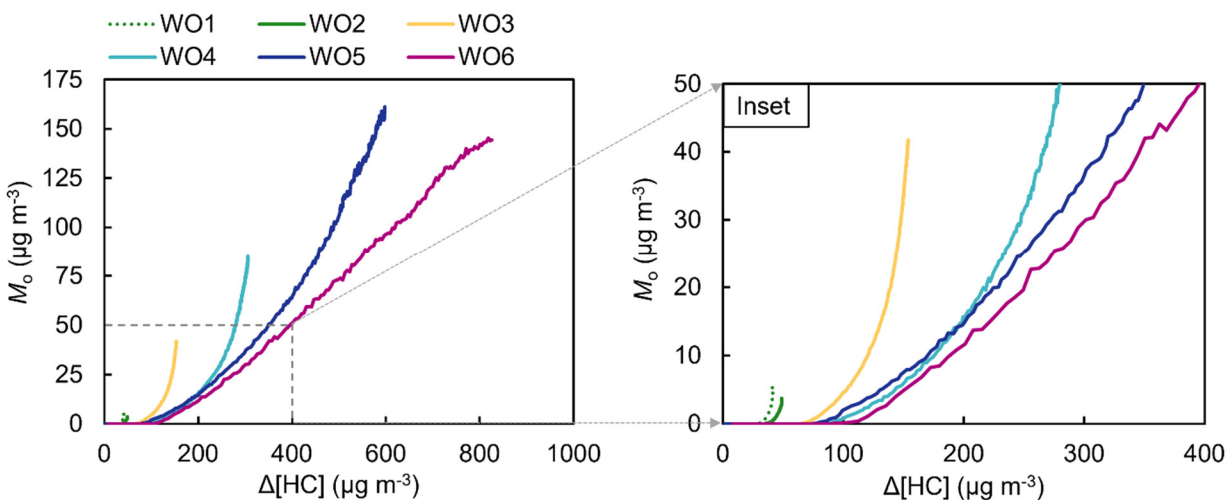 WO1 WO2 WO3
WO4 WO5 WO6
175
150
125
100
75
50
25
0
0 200 400 600 800 1000
Mo (µg m-3)
Δ[HC] (µg m-3)
Inset
50
40
30
20
10
0
0 100 200 300 400
Mo (µg m-3)
Δ[HC] (µg m-3)